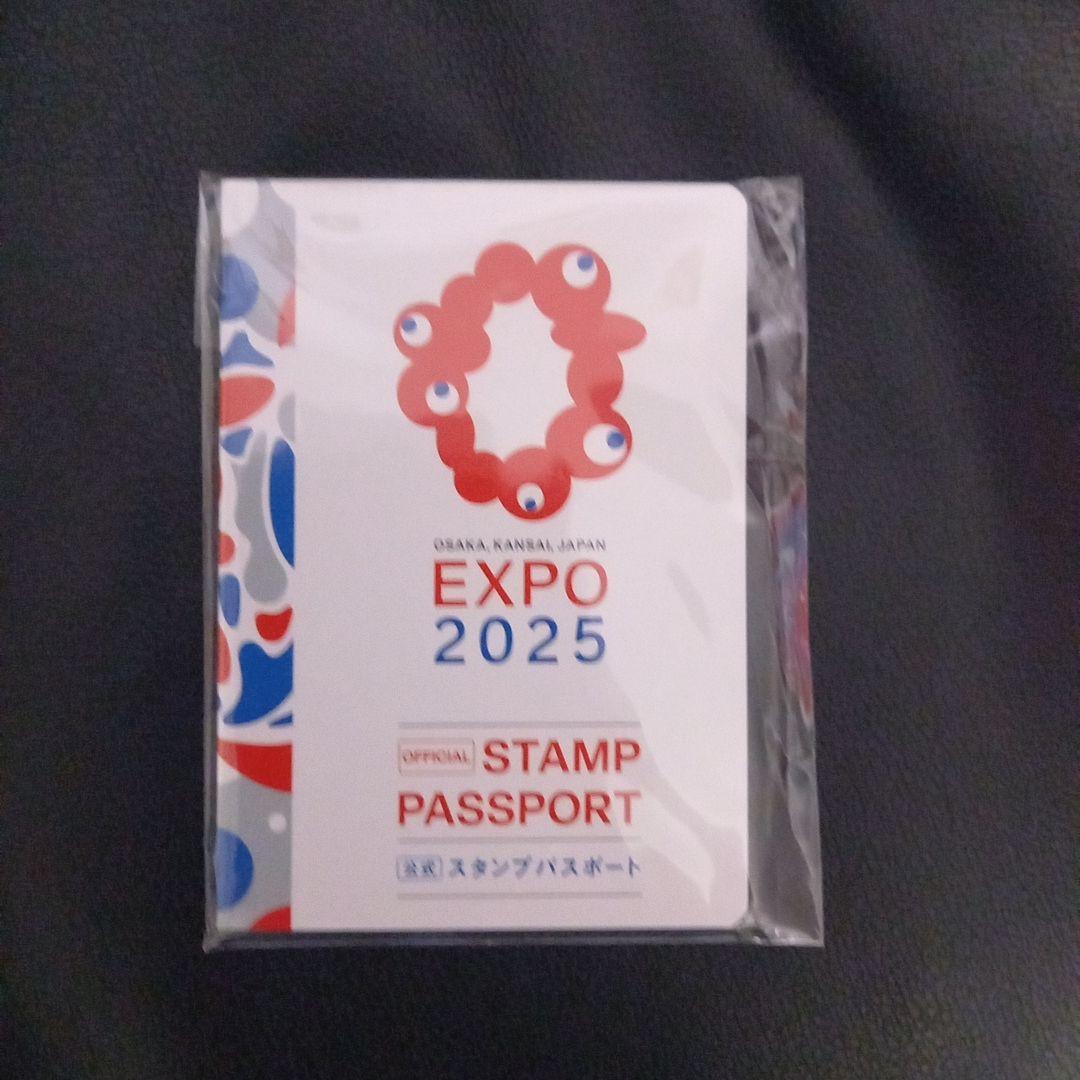 OSAKA, KANSAI, JAPAN
EXPO
2025
OFFICIAL STAMP
PASSPORT
公式 スタンプパスポート